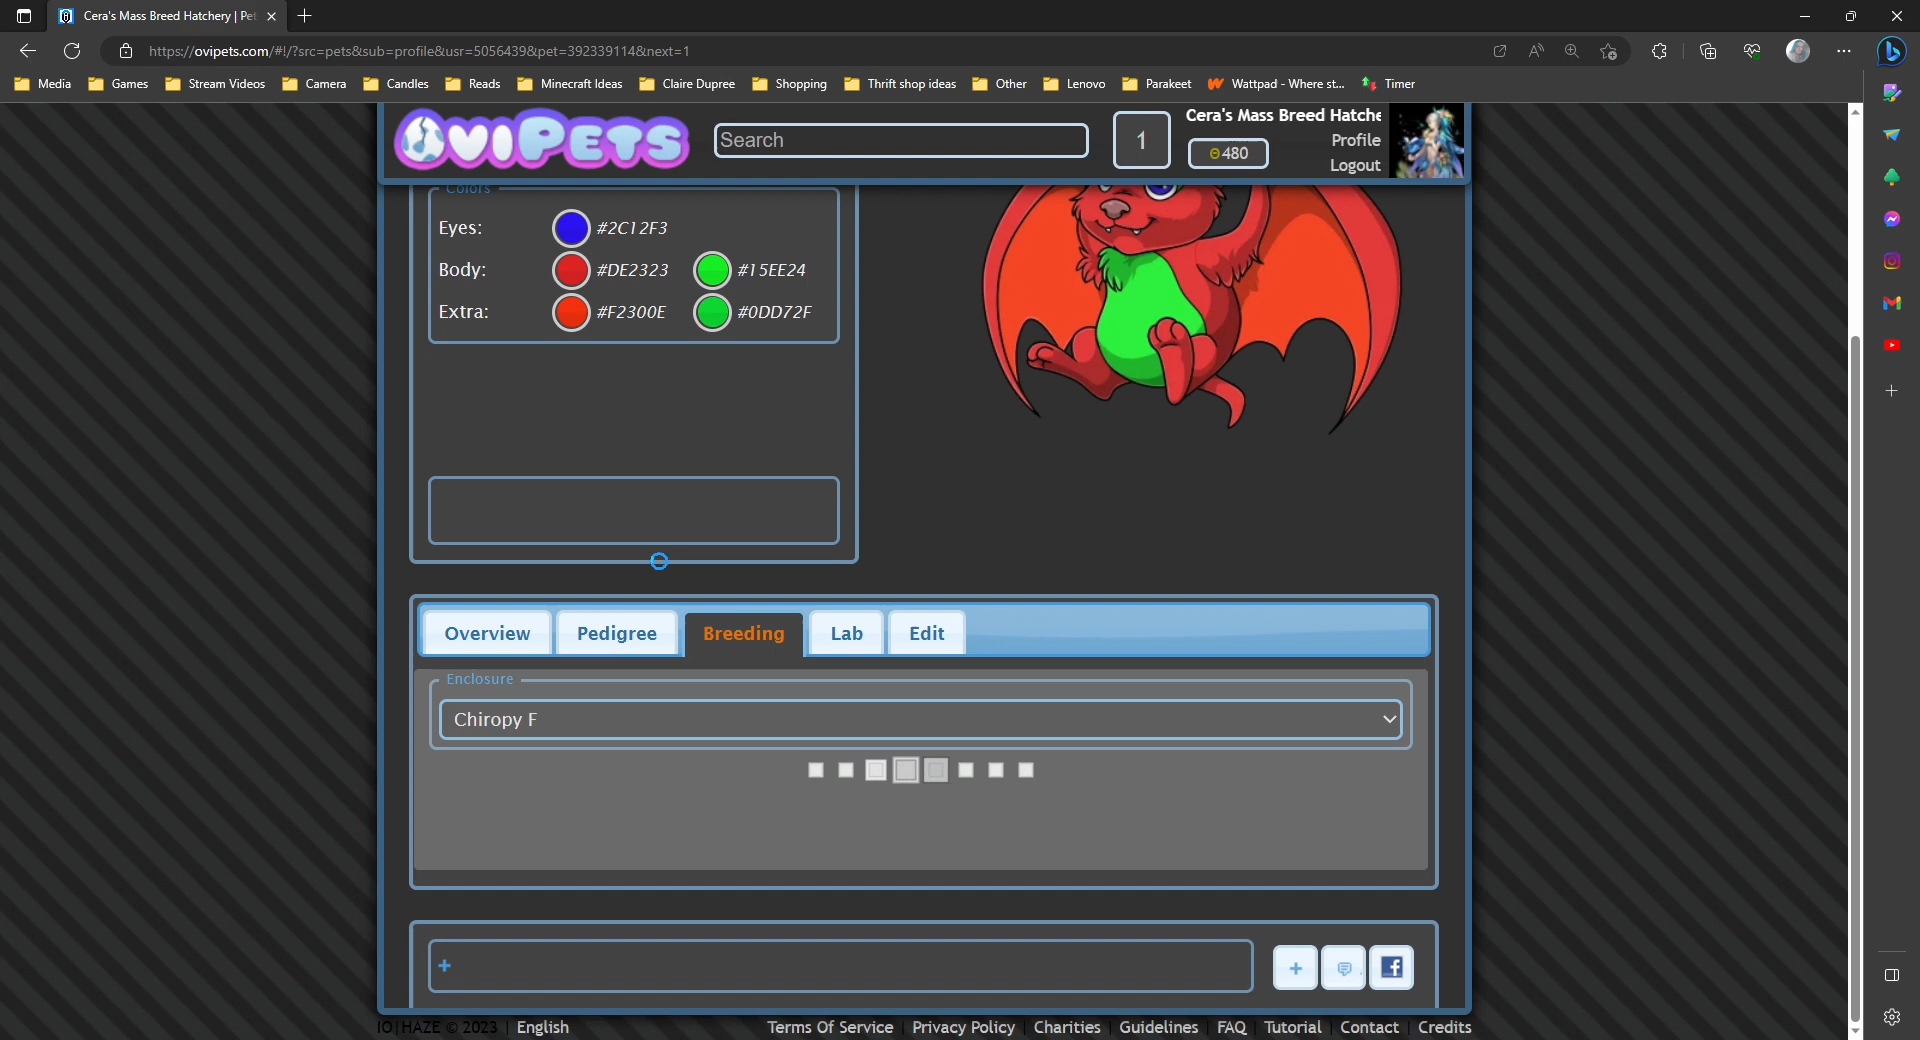 Cera's Mass Breed Hatchery | Pet
https://ovipets.com/#!/?src=pets&sub=profile&usr=5056439&pet=392339114&next=1
Media Games Stream Videos Camera Candles Reads Minecraft Ideas Claire Dupree Shopping Thrift shop ideas Other Lenovo Parakeet Wattpad - Where st... Timer
OviPets
Search
1
Cera's Mass Breed Hatche
480
Profile
Logout
Colors
Eyes: #2C12F3
Body: #DE2323 #15EE24
Extra: #F2300E #0DD72F
Overview Pedigree Breeding Lab Edit
Enclosure
Chiropy F
IO|HAZE © 2023 English Terms Of Service Privacy Policy Charities Guidelines FAQ Tutorial Contact Credits